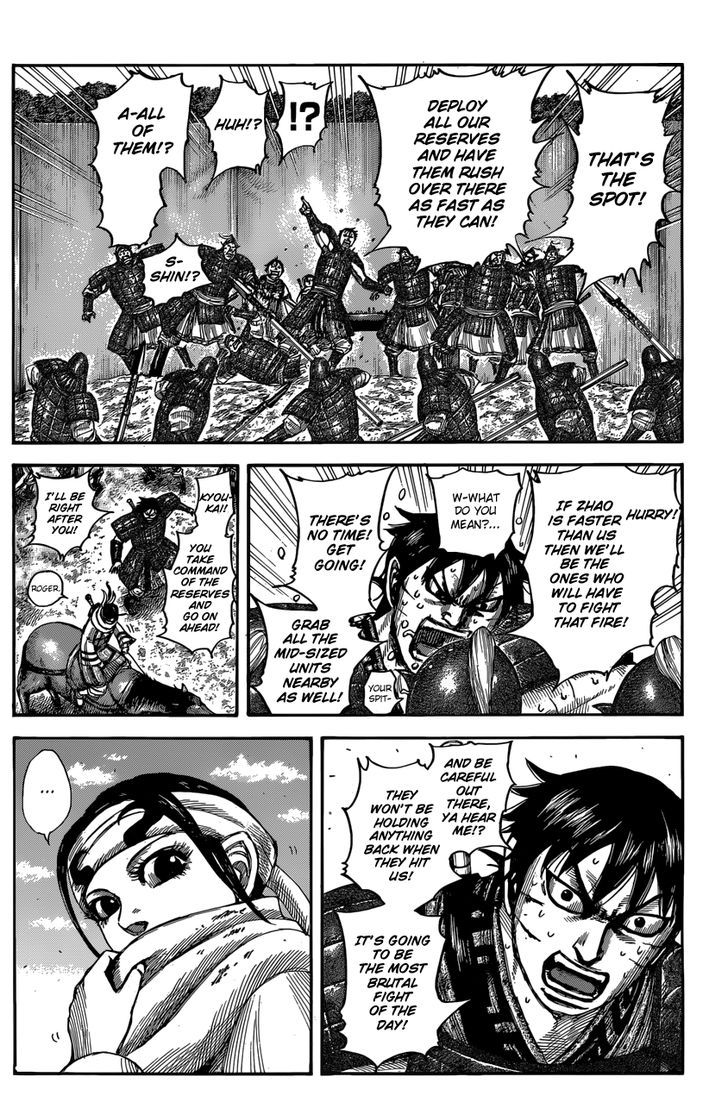 THAT'S
THE
SPOT!
DEPLOY
ALL OUR
RESERVES
AND HAVE
THEM RUSH
OVER THERE
AS FAST AS
THEY CAN!
!?
HUH!?
A-ALL
OF
THEM!?
S-
SHIN!?
HURRY!
IF ZHAO
IS FASTER
THAN US
THEN WE'LL
BE THE
ONES WHO
WILL HAVE
TO FIGHT
THAT FIRE!
W-WHAT
DO YOU
MEAN?...
THERE'S
NO TIME!
GET
GOING!
GRAB
ALL THE
MID-SIZED
UNITS
NEARBY
AS WELL!
YOUR
SPIT-
KYOU-
KAI!
YOU
TAKE
COMMAND
OF THE
RESERVES
AND
GO ON
AHEAD!
I'LL BE
RIGHT
AFTER
YOU!
ROGER.
AND BE
CAREFUL
OUT
THERE,
YA HEAR
ME!?
THEY
WON'T BE
HOLDING
ANYTHING
BACK WHEN
THEY HIT
US!
IT'S GOING
TO BE
THE MOST
BRUTAL
FIGHT
OF THE
DAY!
...